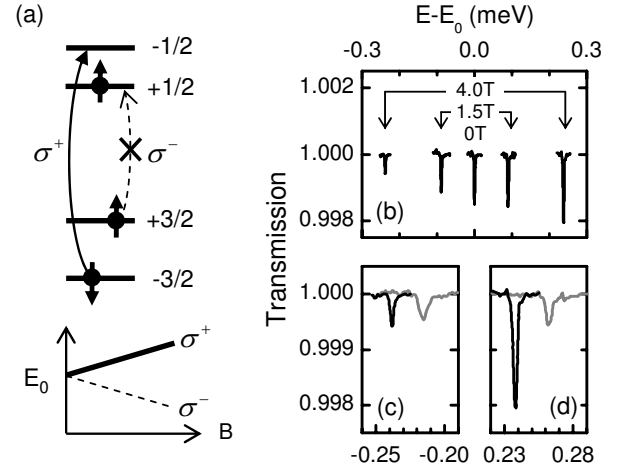 (a)
-1/2
+1/2
σ⁺
σ⁻
+3/2
-3/2
E₀
σ⁺
σ⁻
B
E-E₀ (meV)
-0.3 0.0 0.3
1.002
4.0T
1.5T
0T
1.000
0.998
(b)
Transmission
1.000
0.999
0.998
(c)
(d)
-0.25 -0.20 0.23 0.28